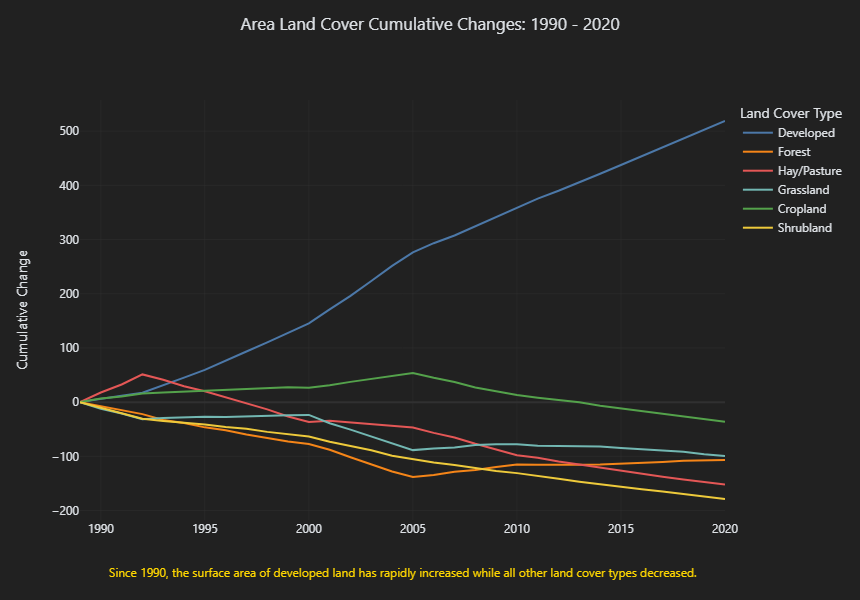 Area Land Cover Cumulative Changes: 1990 - 2020
Land Cover Type
Developed
Forest
Hay/Pasture
Grassland
Cropland
Shrubland
Cumulative Change
500
400
300
200
100
0
−100
−200
1990
1995
2000
2005
2010
2015
2020
Since 1990, the surface area of developed land has rapidly increased while all other land cover types decreased.